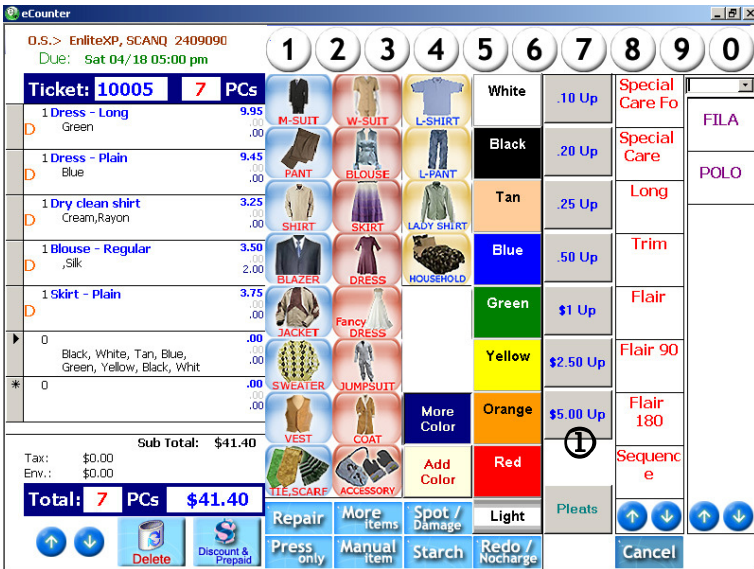 eCounter
O.S.> EnliteXP, SCANQ 2409090
Due: Sat 04/18 05:00 pm
1 2 3 4 5 6 7 8 9 0
Ticket: 10005 7 PCs
1 Dress - Long 9.95
Green .00
D .00
1 Dress - Plain 9.45
Blue .00
D .00
1 Dry clean shirt 3.25
Cream,Rayon .00
D .00
1 Blouse - Regular 3.50
,Silk .00
D 2.00
1 Skirt - Plain 3.75
.00
D .00
0 .00
Black, White, Tan, Blue, .00
Green, Yellow, Black, Whit .00
* 0 .00
.00
.00
Sub Total: $41.40
Tax: $0.00
Env.: $0.00
Total: 7 PCs $41.40
Delete
Discount &
Prepaid
M-SUIT
W-SUIT
L-SHIRT
PANT
BLOUSE
L-PANT
SHIRT
SKIRT
LADY SHIRT
BLAZER
DRESS
HOUSEHOLD
JACKET
Fancy
DRESS
SWEATER
JUMPSUIT
VEST
COAT
TIE,SCARF
ACCESSORY
More
Color
Add
Color
White
Black
Tan
Blue
Green
Yellow
Orange
Red
Light
.10 Up
.20 Up
.25 Up
.50 Up
$1 Up
$2.50 Up
$5.00 Up
①
Pleats
Special
Care Fo
Special
Care
Long
Trim
Flair
Flair 90
Flair
180
Sequenc
e
FILA
POLO
Repair
More
items
Spot /
Damage
Press
only
Manual
item
Starch
Redo /
Nocharge
Cancel